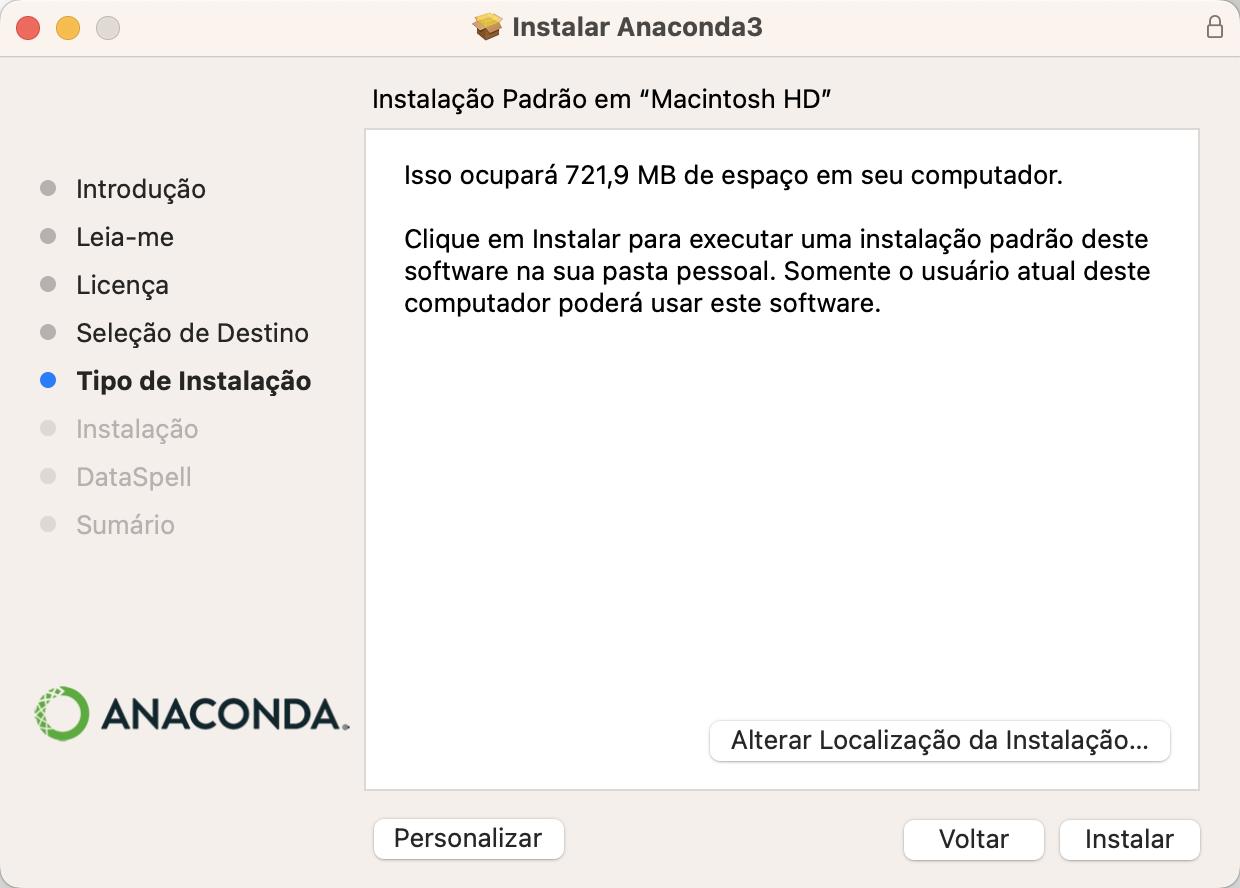 Instalar Anaconda3
Instalação Padrão em “Macintosh HD”
Introdução
Leia-me
Licença
Seleção de Destino
Tipo de Instalação
Instalação
DataSpell
Sumário
Isso ocupará 721,9 MB de espaço em seu computador.
Clique em Instalar para executar uma instalação padrão deste
software na sua pasta pessoal. Somente o usuário atual deste
computador poderá usar este software.
ANANCONDA.
Alterar Localização da Instalação...
Personalizar
Voltar
Instalar